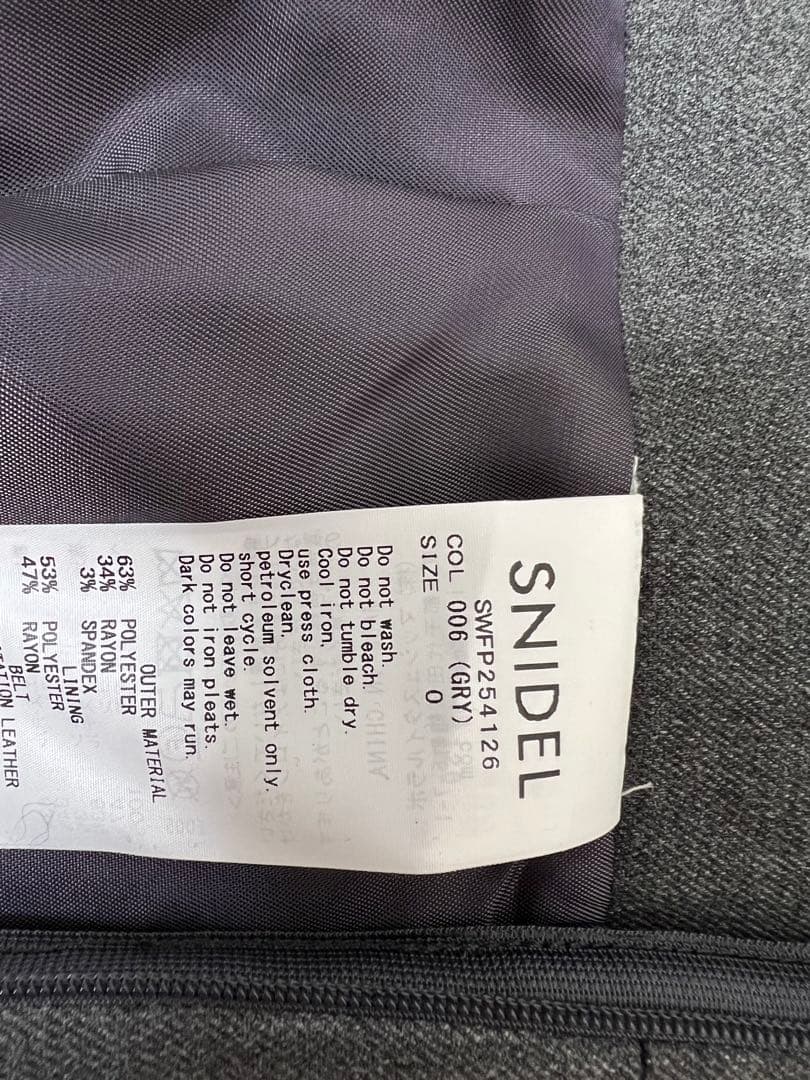 SNIDEL
SWFP254126
COL 006 (GRY)
SIZE 0
Do not wash.
Do not bleach.
Do not tumble dry.
Cool iron,
use press cloth.
Dryclean,
petroleum solvent only.
short cycle.
Do not leave wet.
Do not iron pleats.
Dark colors may run.
OUTER MATERIAL
63% POLYESTER
34% RAYON
3% SPANDEX
LINING
53% POLYESTER
47% RAYON
BELT
LEATHER